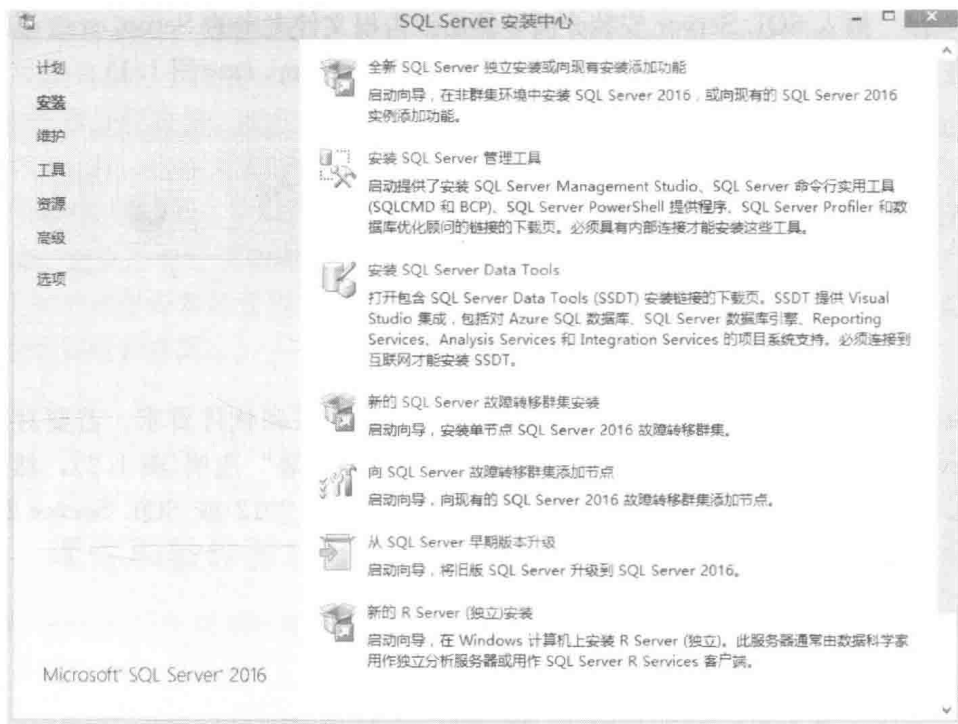 SQL Server 安装中心
计划
安装
维护
工具
资源
高级
选项
全新 SQL Server 独立安装或向现有安装添加功能
启动向导，在非群集环境中安装 SQL Server 2016，或向现有的 SQL Server 2016
实例添加功能。
安装 SQL Server 管理工具
启动提供了安装 SQL Server Management Studio、SQL Server 命令行实用工具
(SQLCMD 和 BCP)、SQL Server PowerShell 提供程序、SQL Server Profiler 和数
据库优化顾问的链接的下载页。必须具有内部连接才能安装这些工具。
安装 SQL Server Data Tools
打开包含 SQL Server Data Tools (SSDT) 安装链接的下载页。SSDT 提供 Visual
Studio 集成，包括对 Azure SQL 数据库、SQL Server 数据库引擎、Reporting
Services、Analysis Services 和 Integration Services 的项目系统支持。必须连接到
互联网才能安装 SSDT。
新的 SQL Server 故障转移群集安装
启动向导，安装单节点 SQL Server 2016 故障转移群集。
向 SQL Server 故障转移群集添加节点
启动向导，向现有的 SQL Server 2016 故障转移群集添加节点。
从 SQL Server 早期版本升级
启动向导，将旧版 SQL Server 升级到 SQL Server 2016。
新的 R Server (独立)安装
启动向导，在 Windows 计算机上安装 R Server (独立)。此服务器通常由数据科学家
用作独立分析服务器或用作 SQL Server R Services 客户端。
Microsoft SQL Server 2016